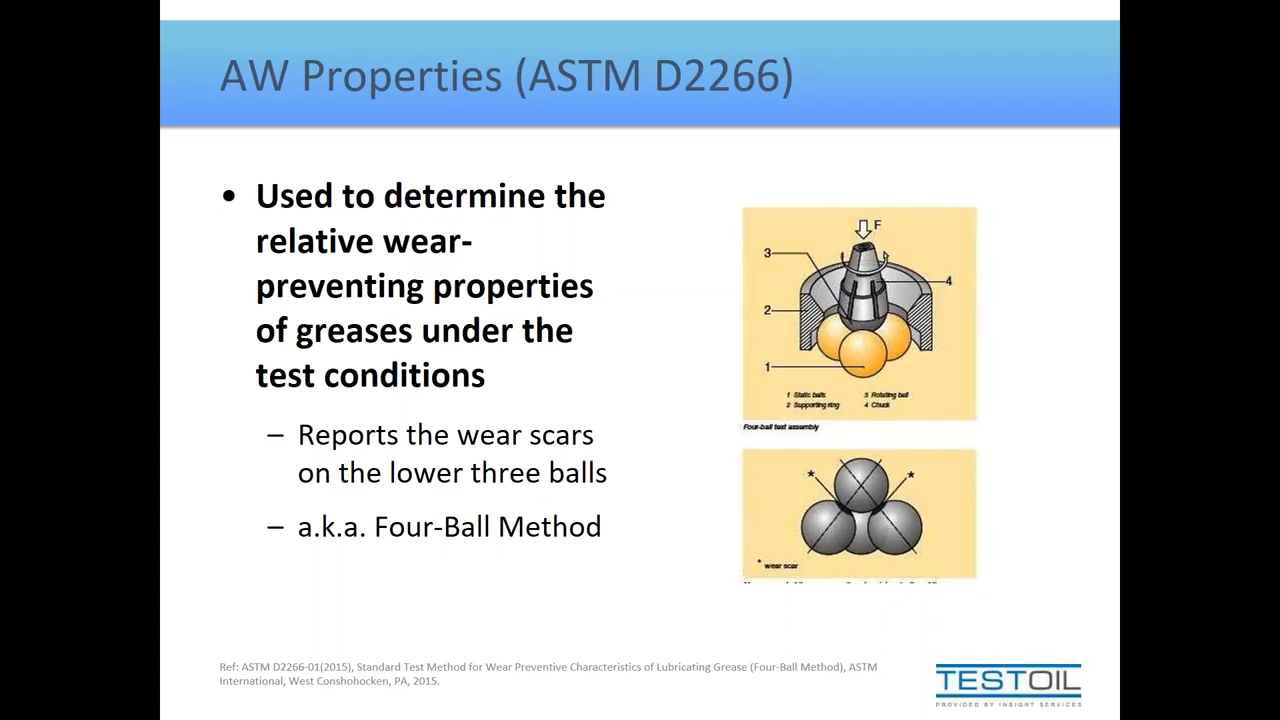 AW Properties (ASTM D2266)
• Used to determine the
relative wear-
preventing properties
of greases under the
test conditions
– Reports the wear scars
on the lower three balls
– a.k.a. Four-Ball Method
F
3
4
2
1
1 Static balls 3 Rotating ball
2 Supporting ring 4 Chuck
Four-ball test assembly
* *
* wear scar
Ref: ASTM D2266-01(2015), Standard Test Method for Wear Preventive Characteristics of Lubricating Grease (Four-Ball Method), ASTM
International, West Conshohocken, PA, 2015.
TESTOIL
PROVIDED BY INSIGHT SERVICES